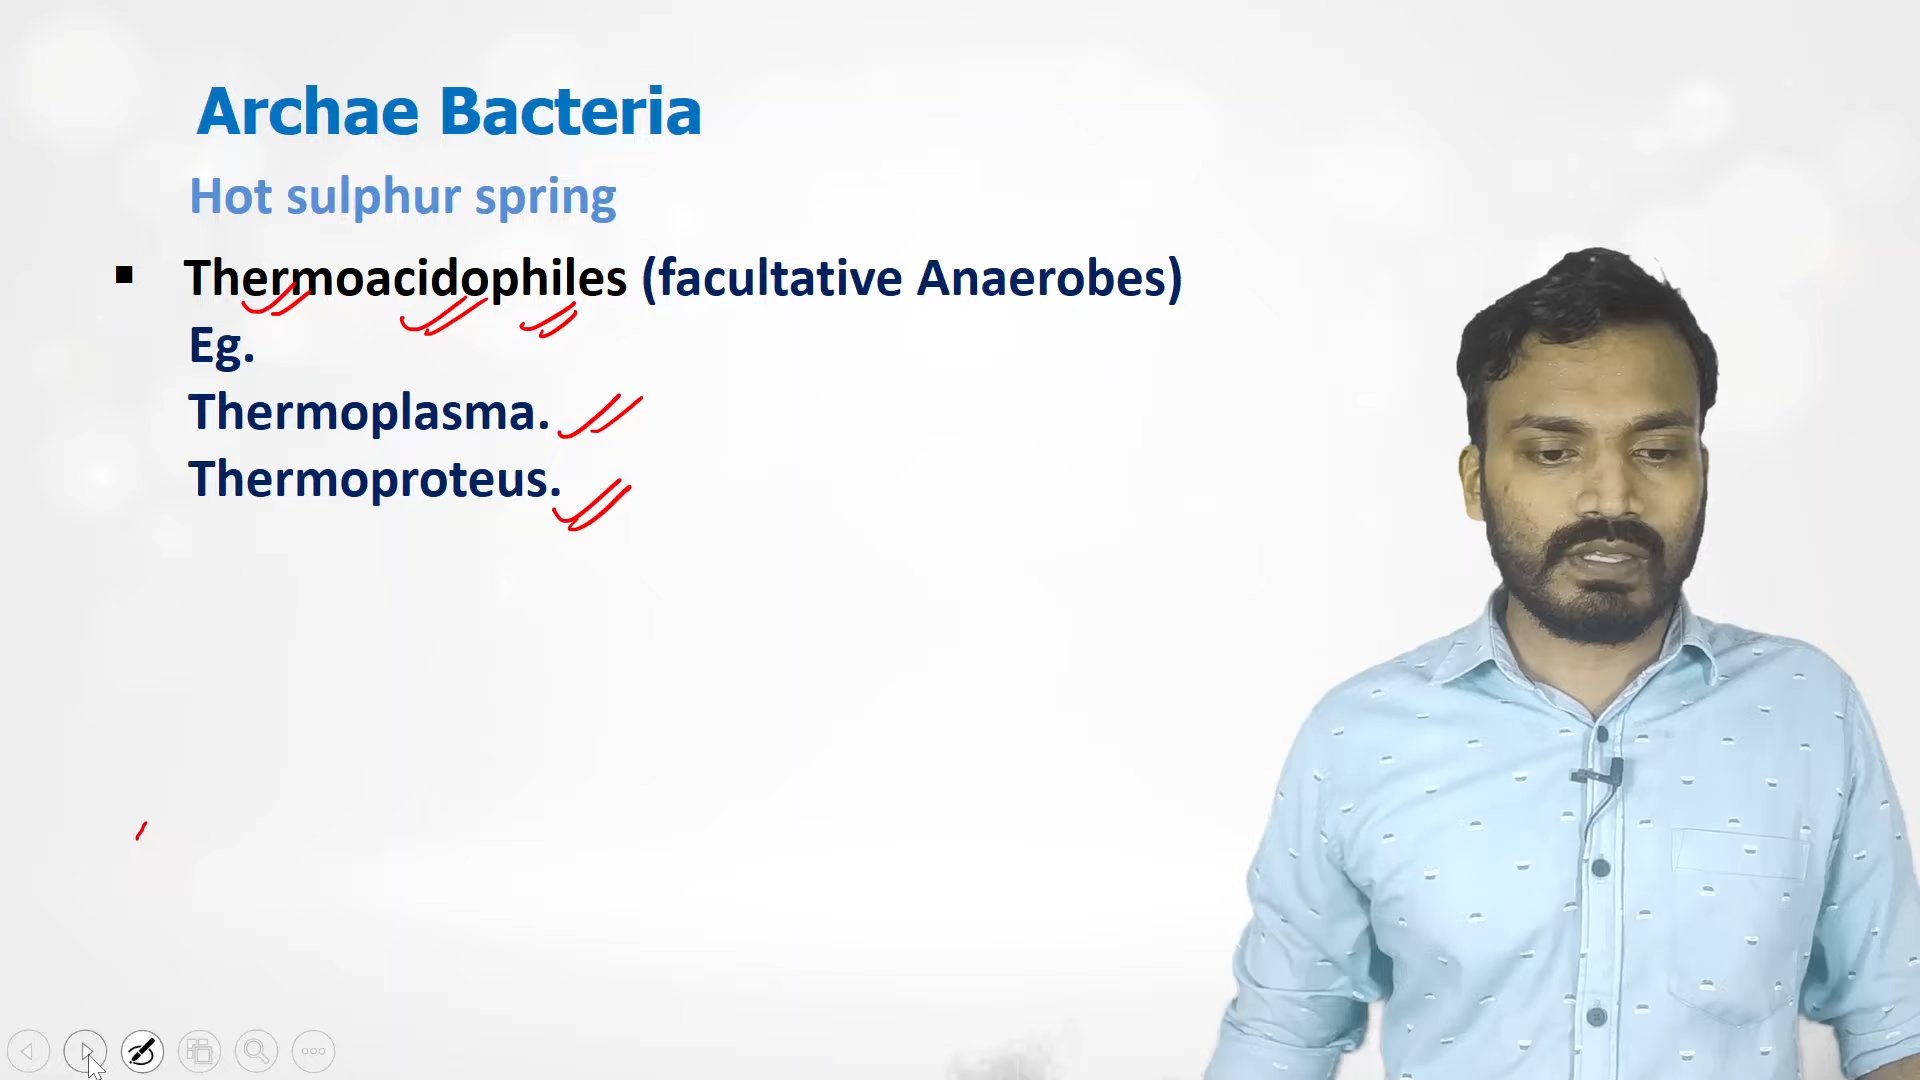 Archae Bacteria
Hot sulphur spring
▪ Thermoacidophiles (facultative Anaerobes)
Eg.
Thermoplasma.
Thermoproteus.